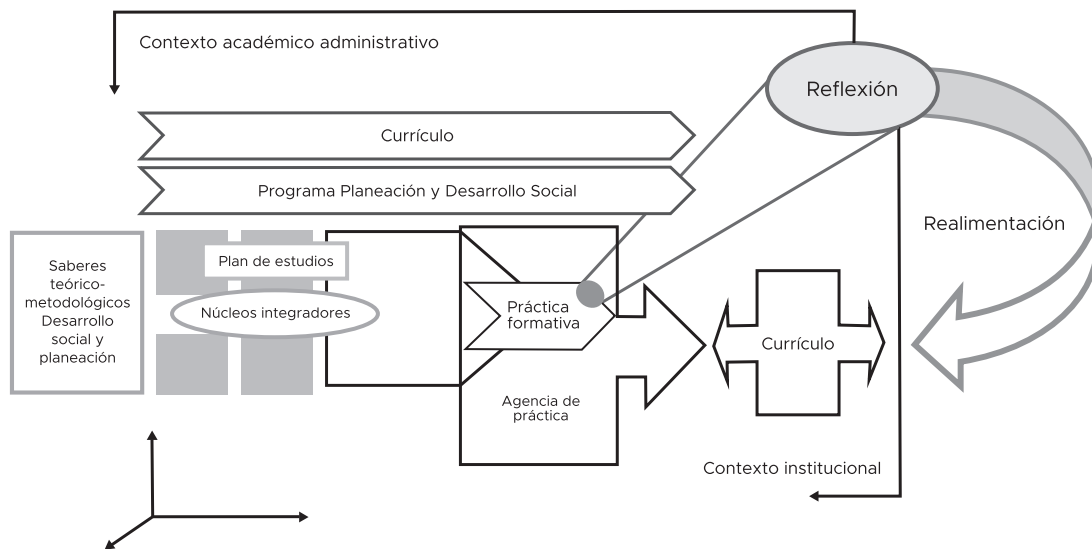 Contexto académico administrativo
Reflexión
Currículo
Programa Planeación y Desarrollo Social
Realimentación
Saberes
teórico-
metodológicos
Desarrollo
social y
planeación
Plan de estudios
Núcleos integradores
Práctica
formativa
Agencia de
práctica
Currículo
Contexto institucional